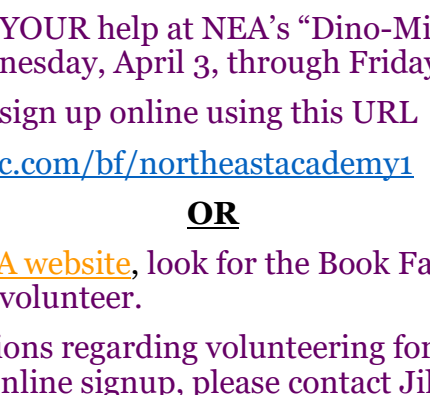 YOUR help at NEA’s “Dino-Mi
nesday, April 3, through Friday
sign up online using this URL
c.com/bf/northeastacademy1
OR
A website, look for the Book Fa
volunteer.
ions regarding volunteering for
nline signup, please contact Jil